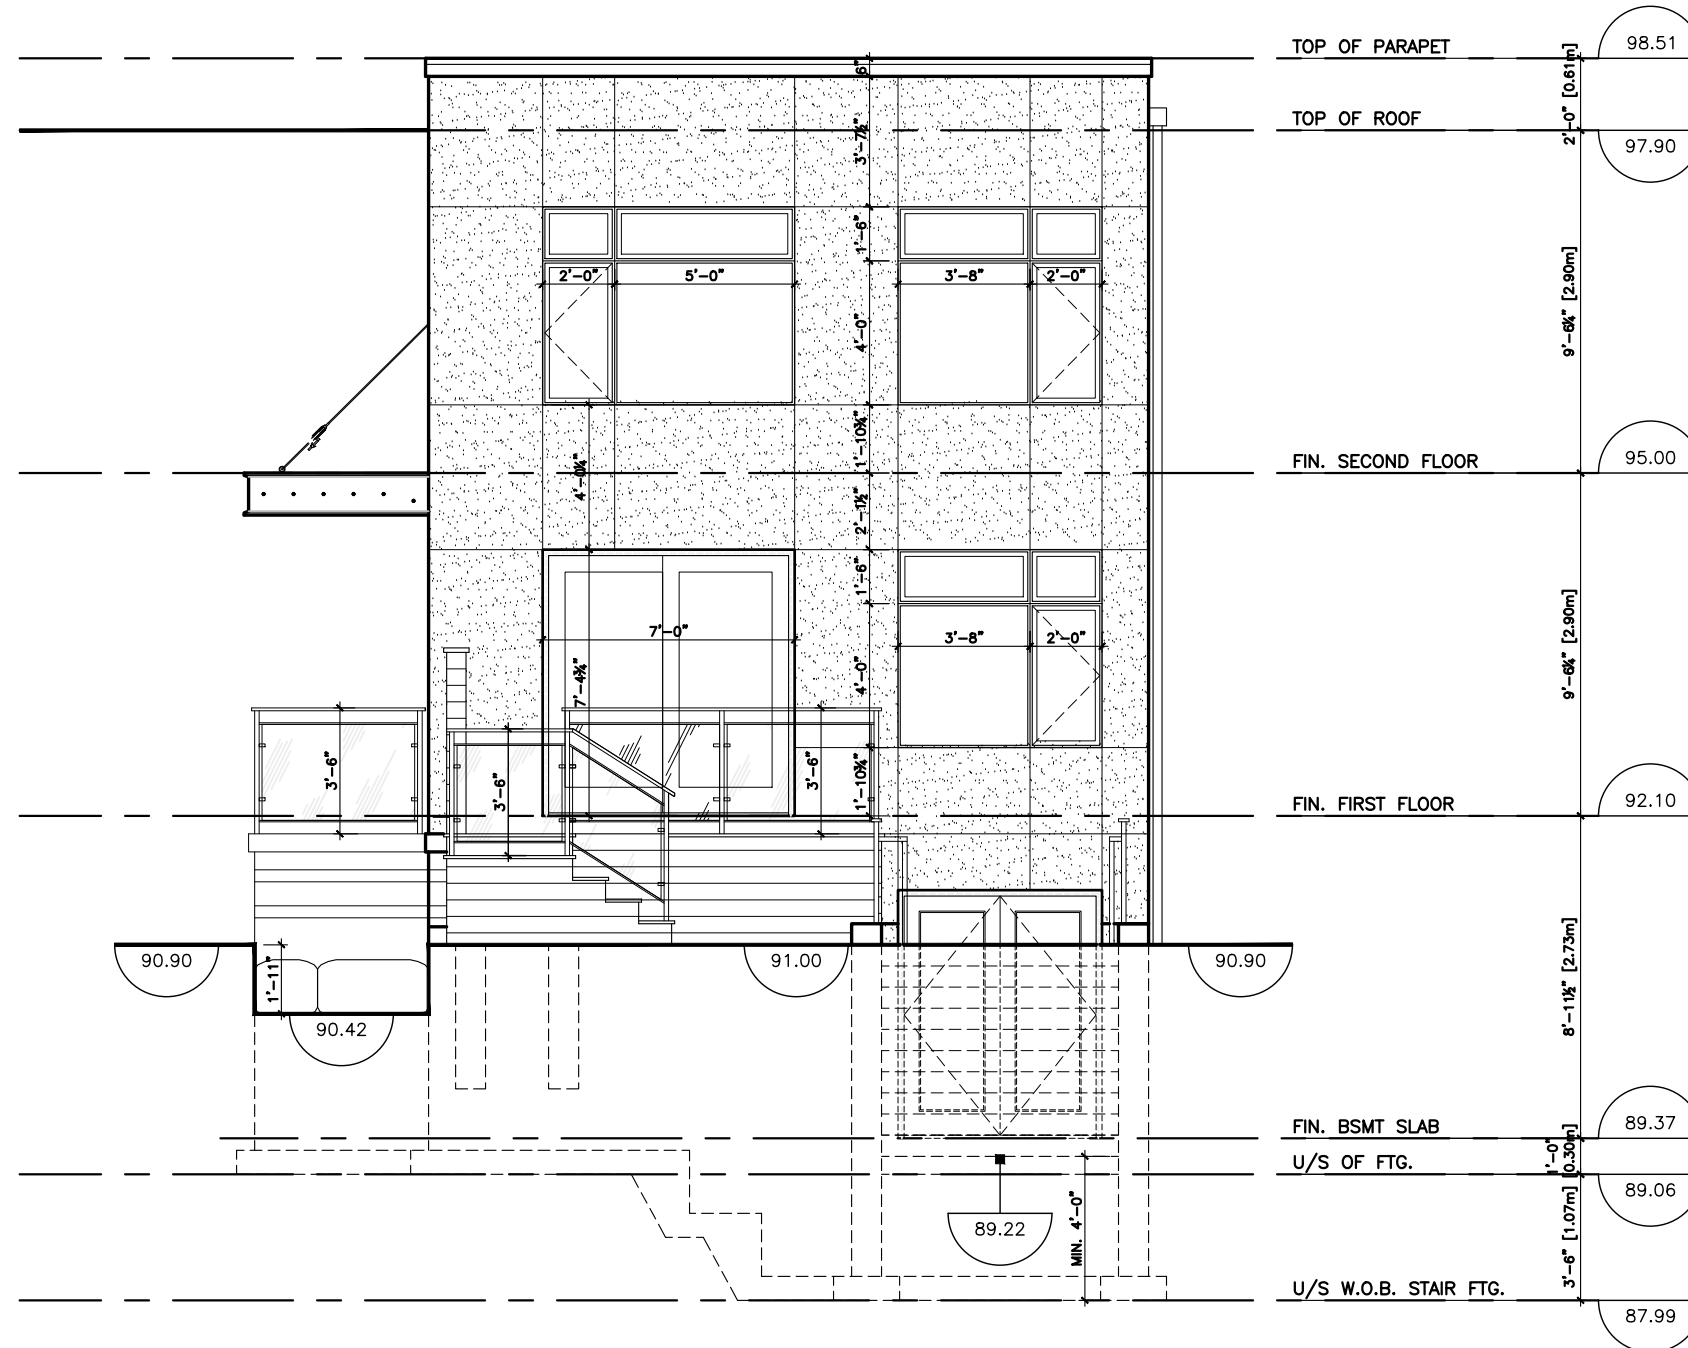 TOP OF PARAPET
98.51
2'-0" [0.61m]
TOP OF ROOF
97.90
6"
3'-7½"
1'-6"
2'-0"
5'-0"
3'-8"
2'-0"
4'-0"
9'-6¼" [2.90m]
1'-10¾"
FIN. SECOND FLOOR
95.00
4'-0¼"
2'-1½"
1'-6"
7'-0"
3'-8"
2'-0"
7'-4¾"
4'-0"
9'-6¼" [2.90m]
3'-6"
3'-6"
3'-6"
1'-10¾"
FIN. FIRST FLOOR
92.10
90.90
91.00
90.90
1'-11"
90.42
8'-11½" [2.73m]
FIN. BSMT SLAB
89.37
1'-0"
[0.30m]
U/S OF FTG.
89.06
89.22
MIN. 4'-0"
3'-6" [1.07m]
U/S W.O.B. STAIR FTG.
87.99